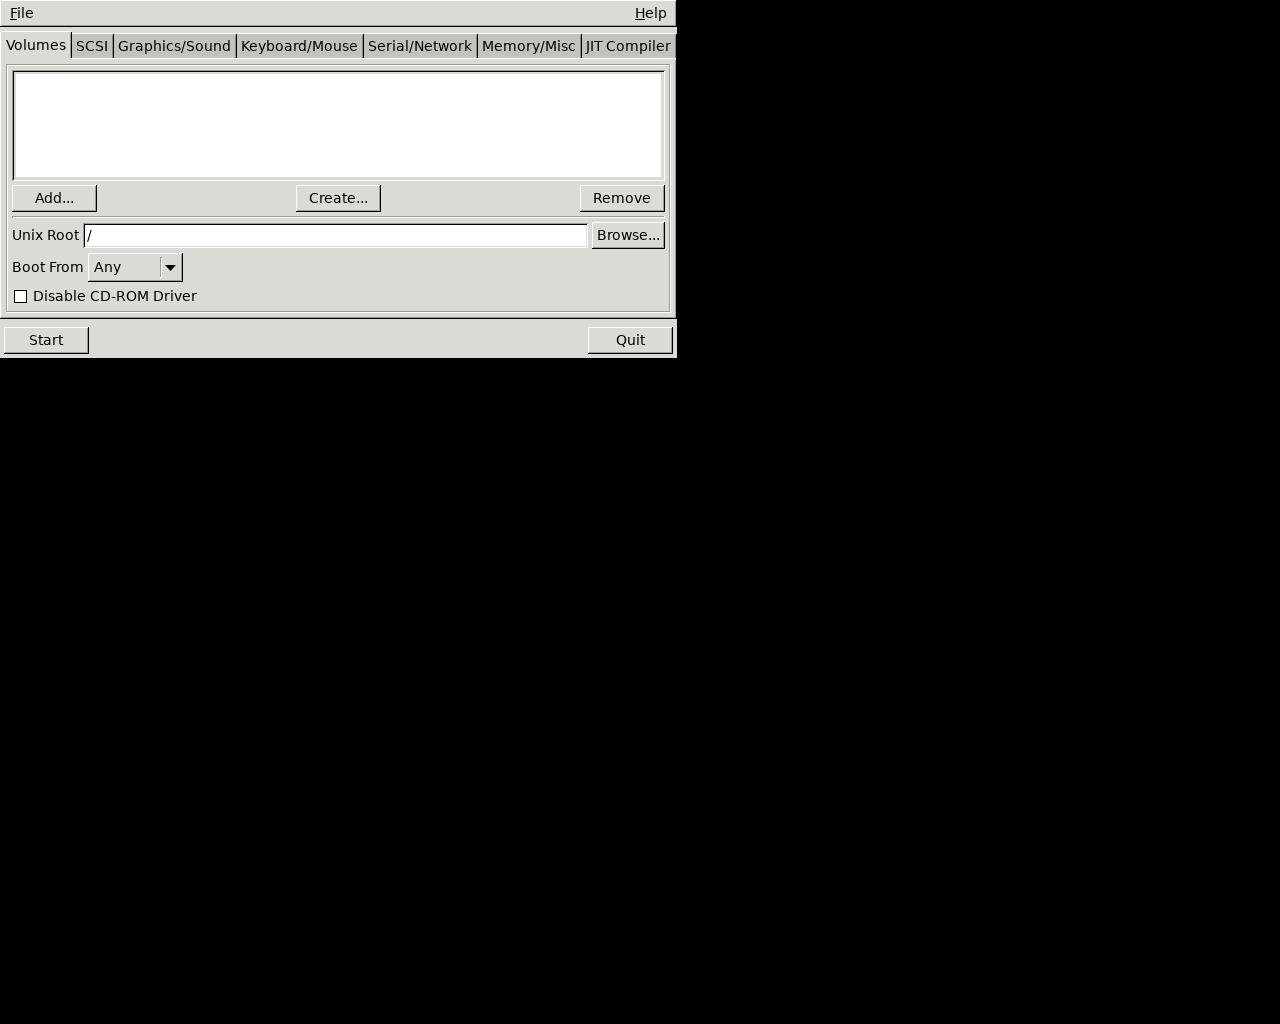 File Help
Volumes SCSI Graphics/Sound Keyboard/Mouse Serial/Network Memory/Misc JIT Compiler
Add... Create... Remove
Unix Root / Browse...
Boot From Any
Disable CD-ROM Driver
Start Quit